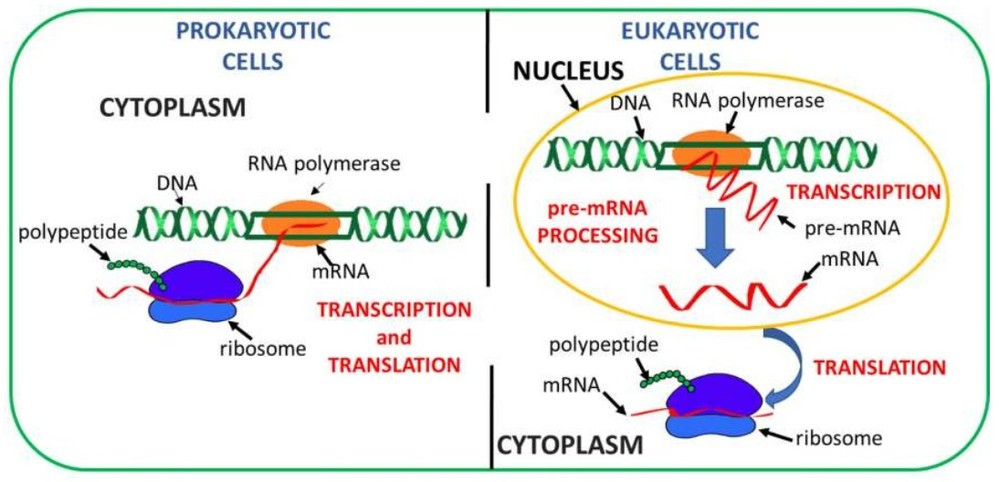 PROKARYOTIC
CELLS
CYTOPLASM
RNA polymerase
DNA
polypeptide
mRNA
TRANSCRIPTION
and
TRANSLATION
ribosome
EUKARYOTIC
CELLS
NUCLEUS
DNA
RNA polymerase
TRANSCRIPTION
pre-mRNA
PROCESSING
pre-mRNA
mRNA
polypeptide
TRANSLATION
mRNA
ribosome
CYTOPLASM